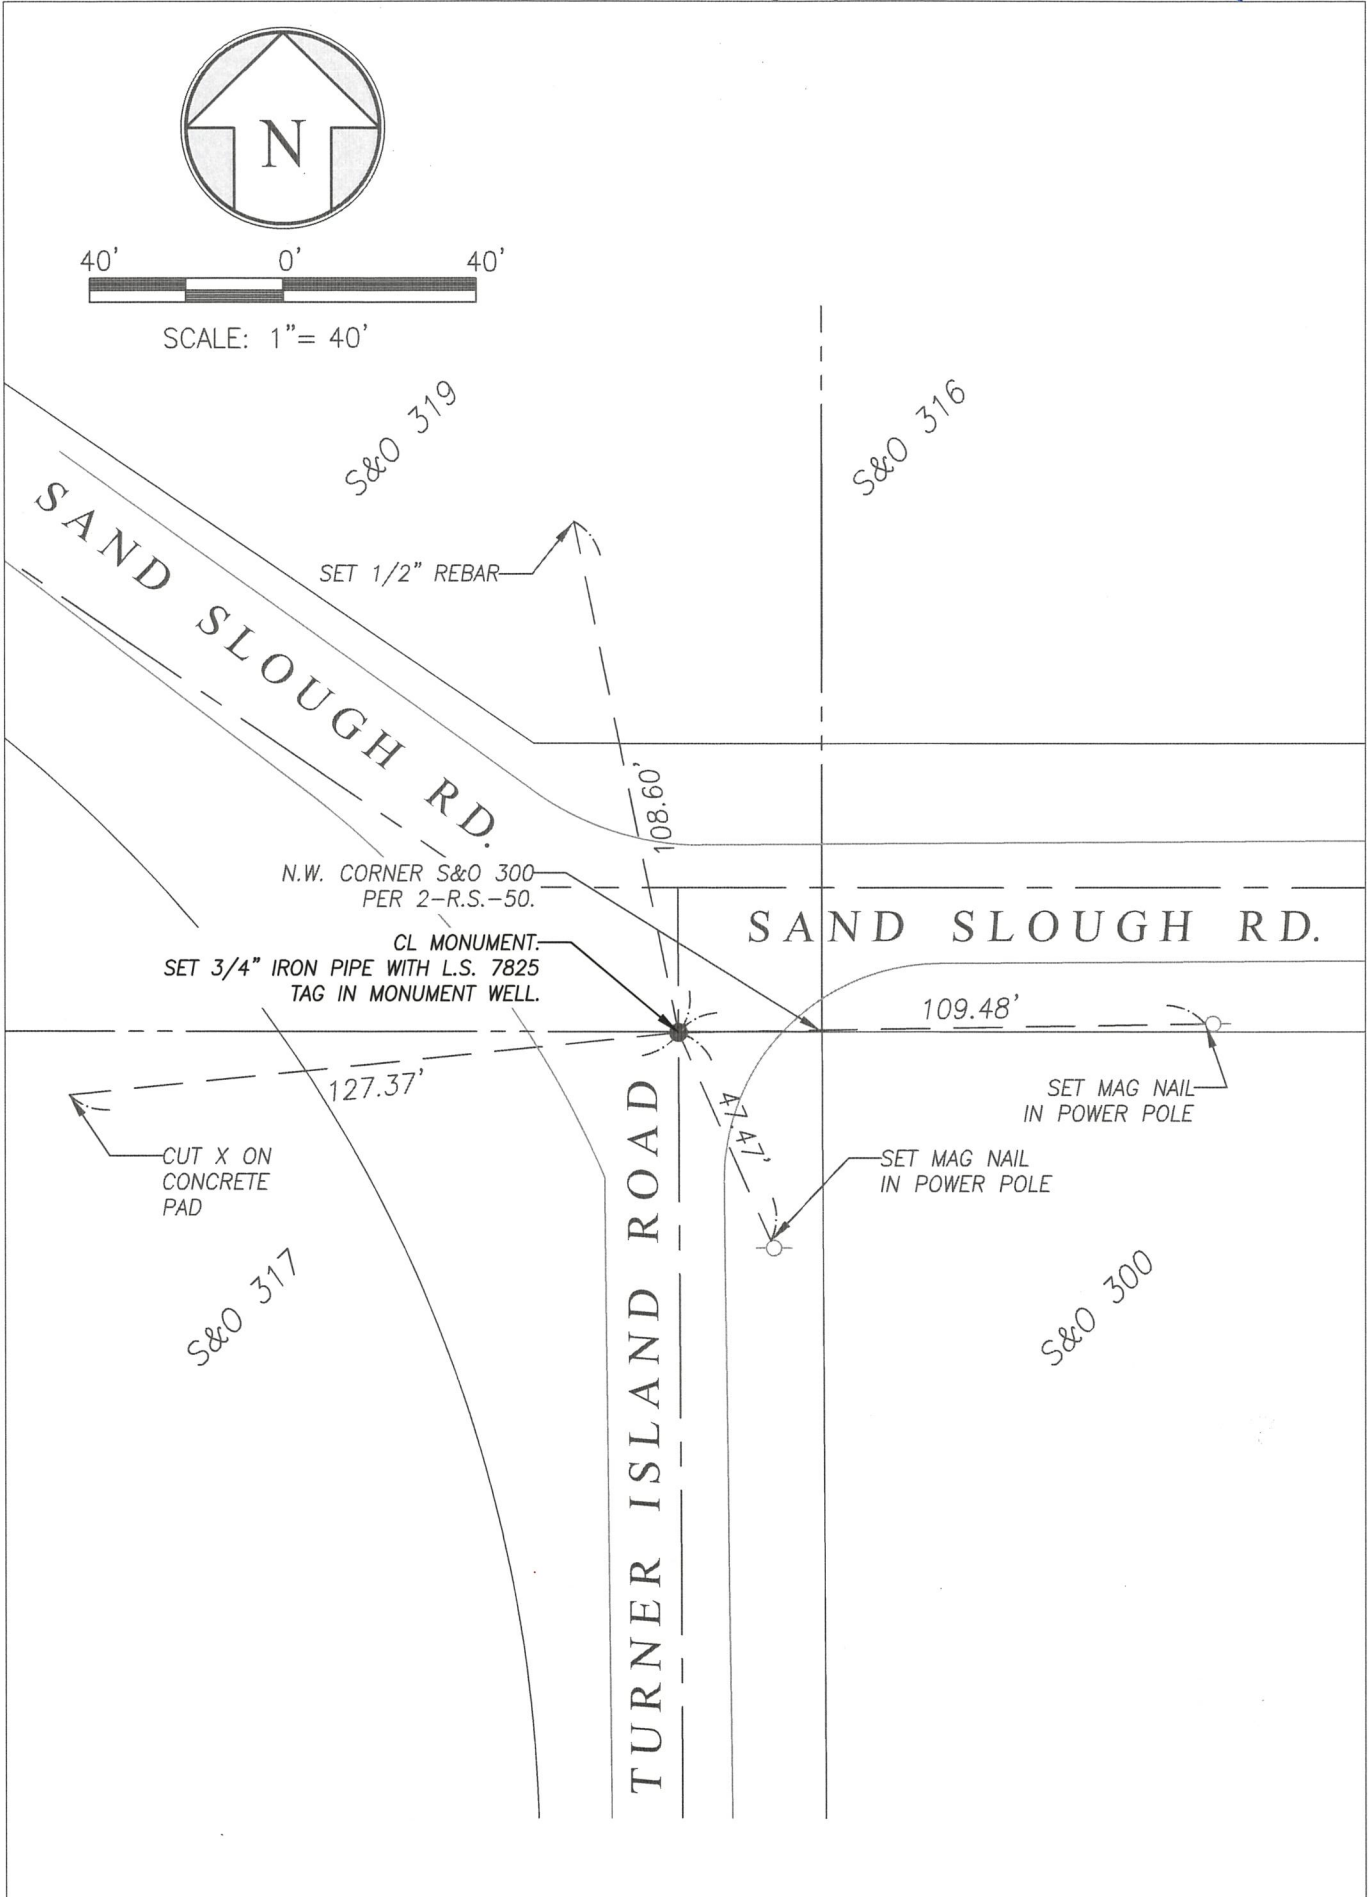 N
40' 0' 40'
SCALE: 1"= 40'
S&O 319
S&O 316
SAND SLOUGH RD.
SET 1/2" REBAR
108.60'
N.W. CORNER S&O 300
PER 2-R.S.-50.
SAND SLOUGH RD.
CL MONUMENT.
SET 3/4" IRON PIPE WITH L.S. 7825
TAG IN MONUMENT WELL.
109.48'
127.37'
47.47'
SET MAG NAIL
IN POWER POLE
CUT X ON
CONCRETE
PAD
SET MAG NAIL
IN POWER POLE
TURNER ISLAND ROAD
S&O 317
S&O 300